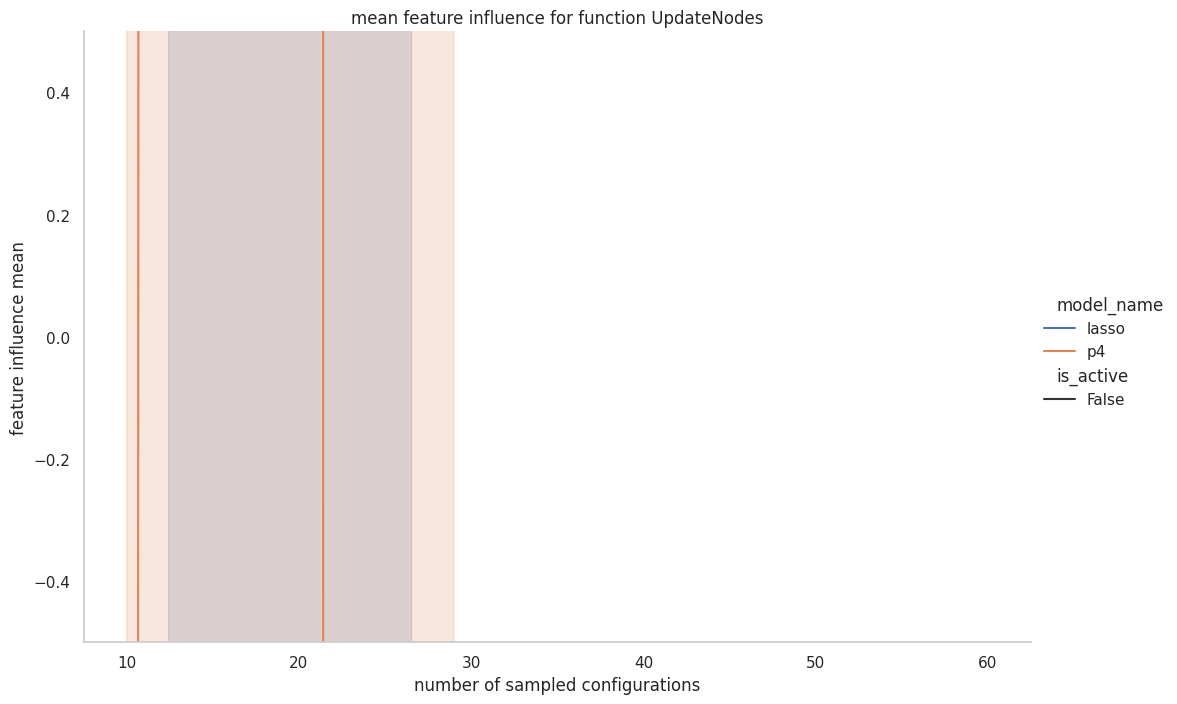 mean feature influence for function UpdateNodes
feature influence mean
0.4
0.2
0.0
−0.2
−0.4
10 20 30 40 50 60
number of sampled configurations
model_name
lasso
p4
is_active
False